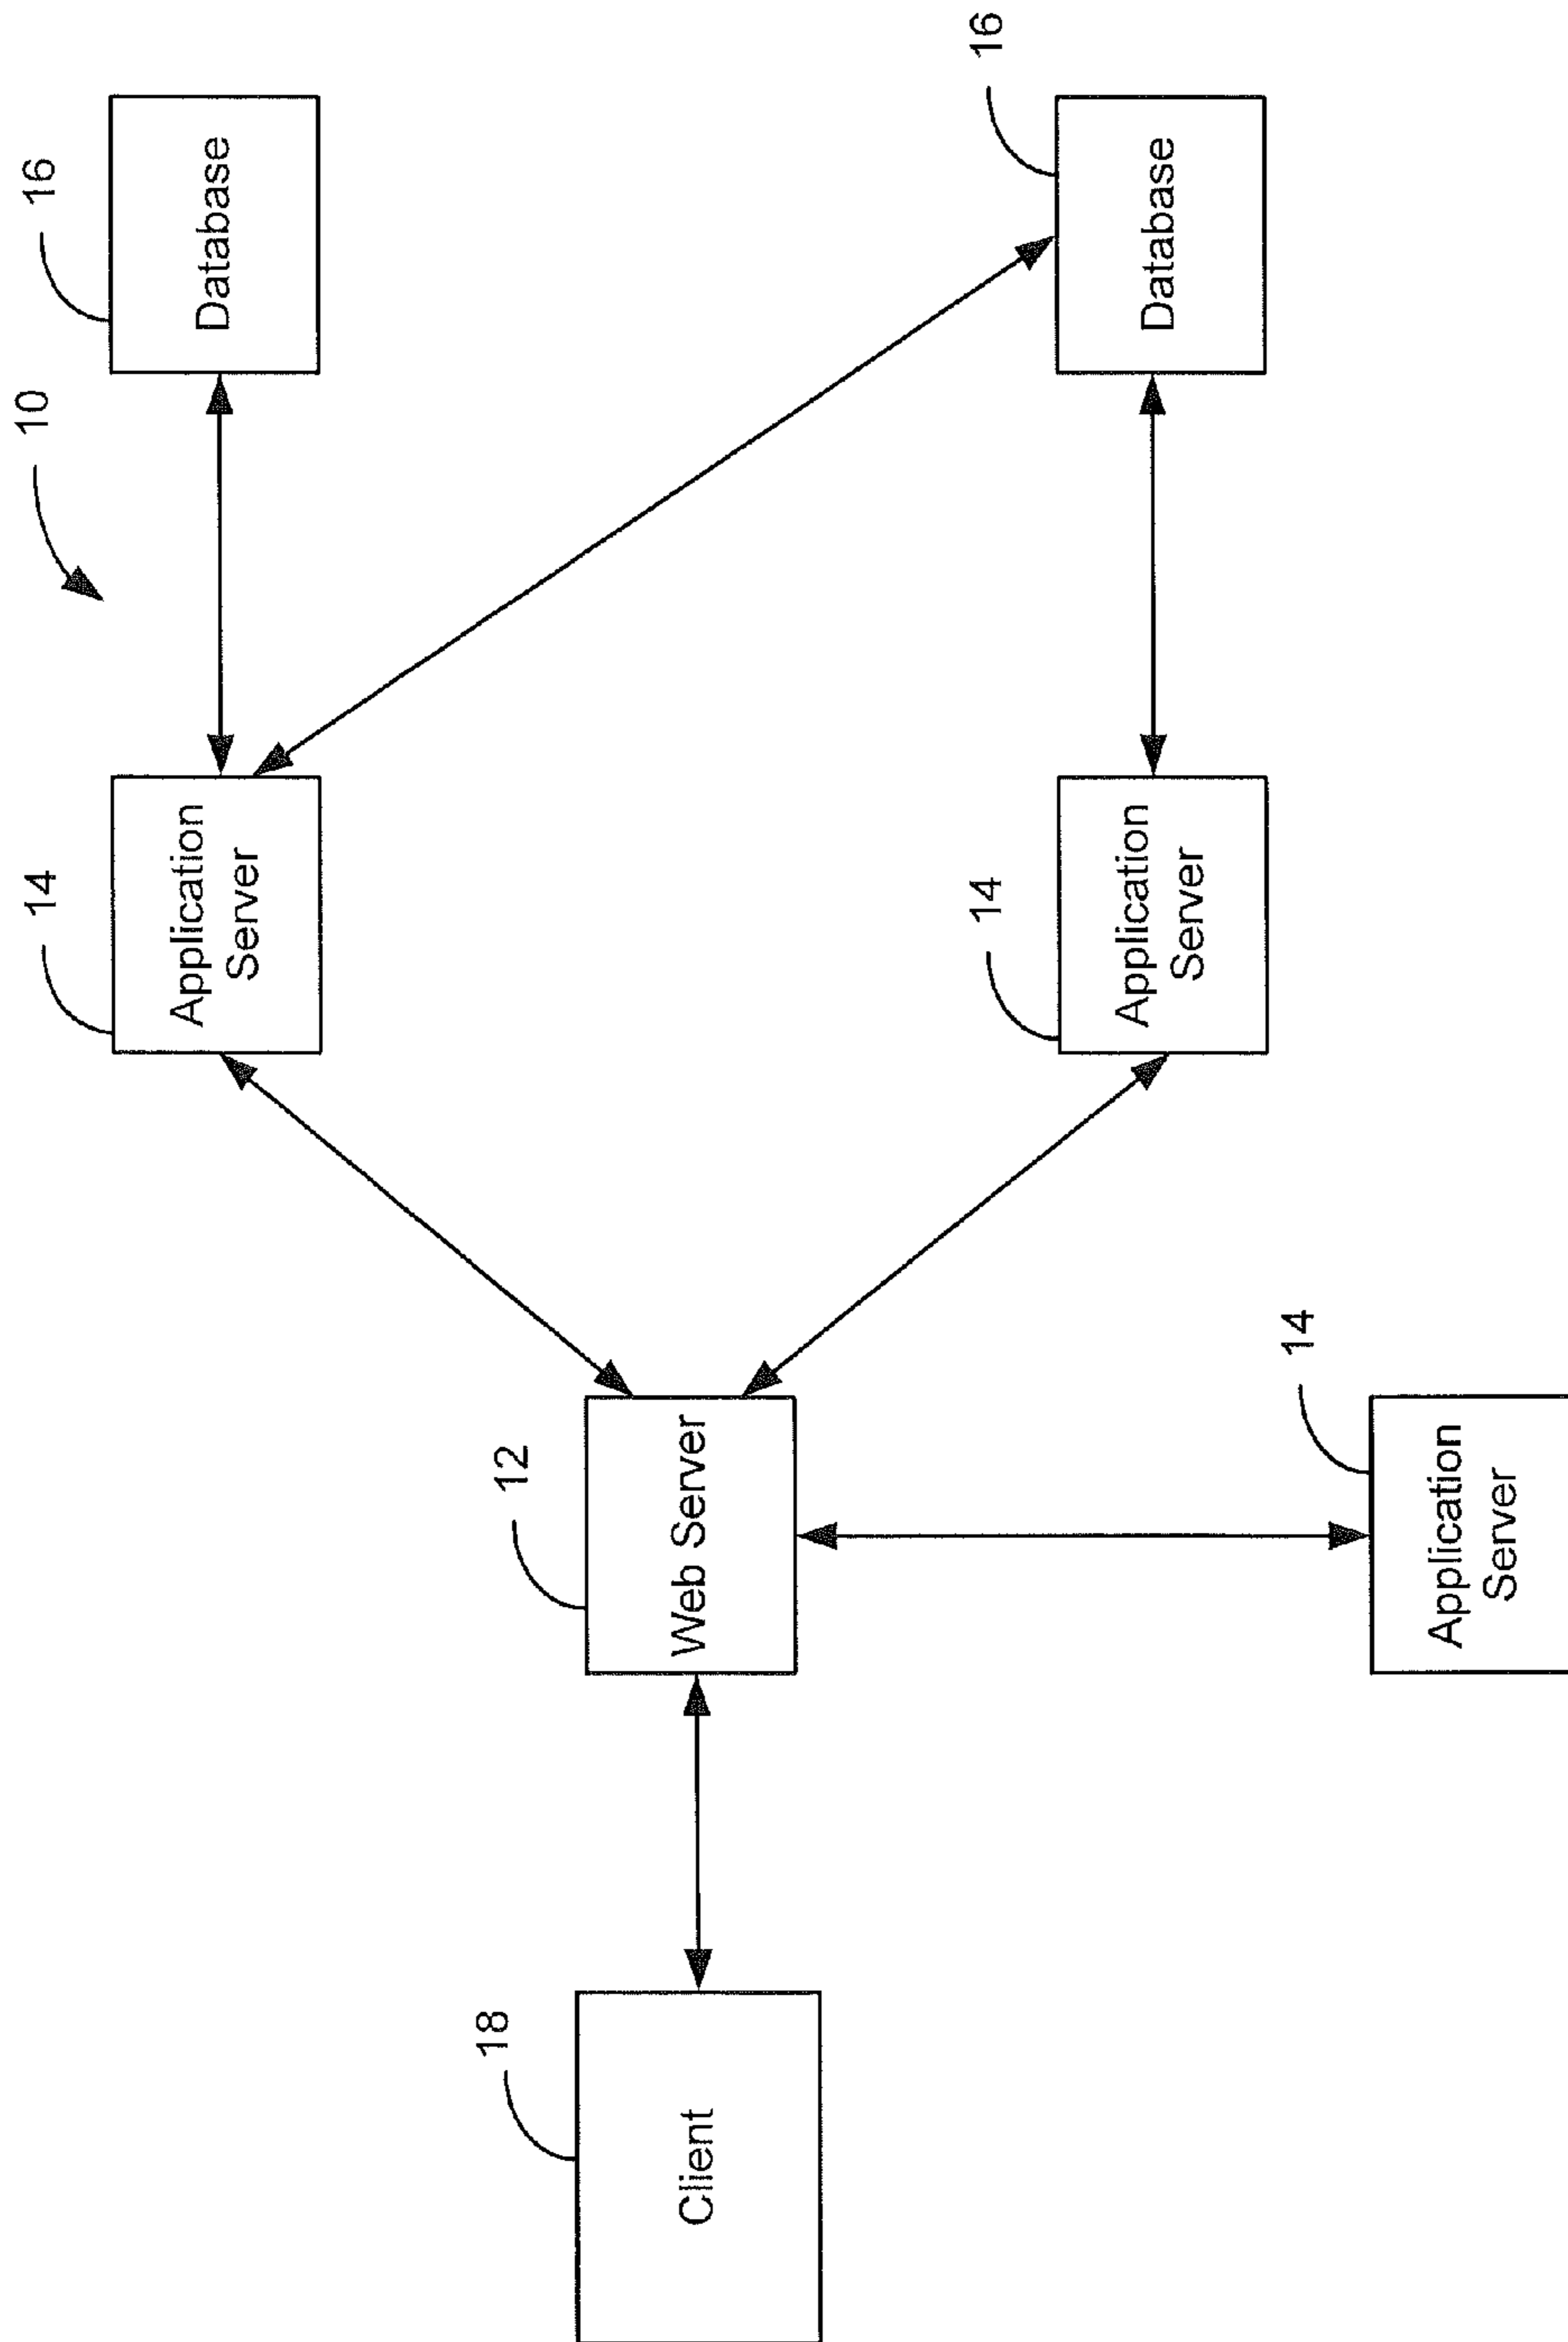 10
14
Application
Server
16
Database
18
Client
12
Web Server
14
Application
Server
16
Database
14
Application
Server